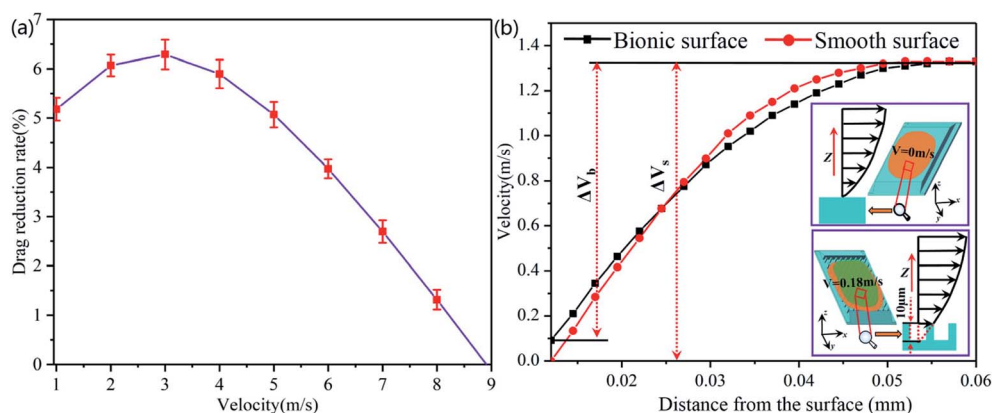 (a)
7
6
5
4
3
2
1
0
Drag reduction rate(%)
1 2 3 4 5 6 7 8 9
Velocity(m/s)
(b)
Bionic surface Smooth surface
1.4
1.2
1.0
0.8
0.6
0.4
0.2
0.0
Velocity(m/s)
ΔVb
ΔVs
Z
V=0m/s
z
x
y
V=0.18m/s
Z
10μm
z
x
y
0.02 0.03 0.04 0.05 0.06
Distance from the surface (mm)